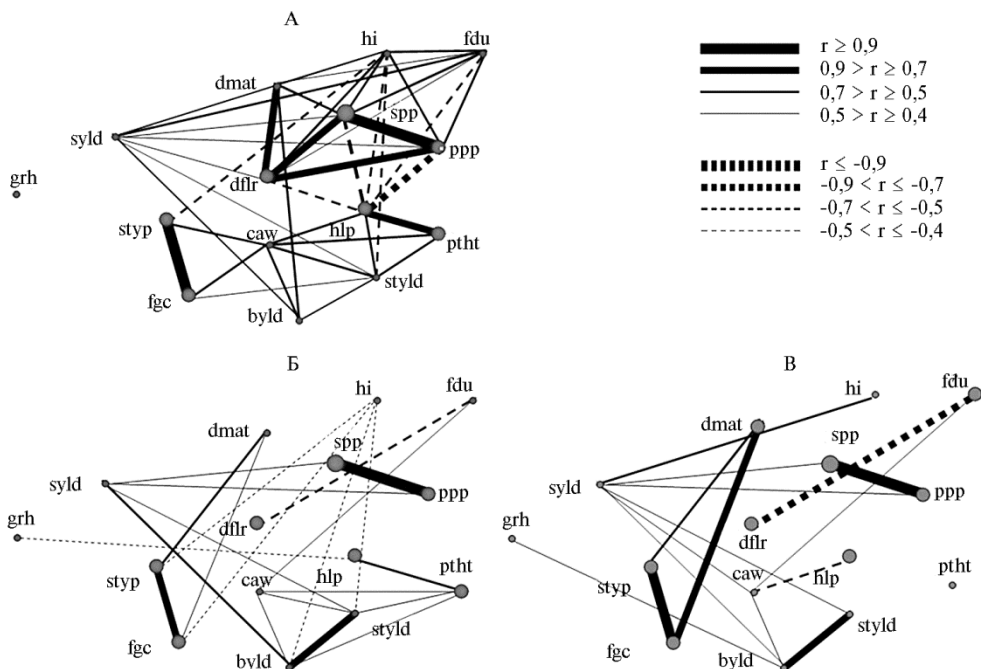 А
hi
fdu
dmat
spp
syld
ppp
grh
dflr
styp
caw
hlp
ptht
styld
fgc
byld
r ≥ 0,9
0,9 > r ≥ 0,7
0,7 > r ≥ 0,5
0,5 > r ≥ 0,4
r ≤ -0,9
-0,9 < r ≤ -0,7
-0,7 < r ≤ -0,5
-0,5 < r ≤ -0,4
Б
hi
fdu
dmat
spp
syld
ppp
grh
dflr
styp
caw
hlp
ptht
styld
fgc
byld
В
hi
fdu
dmat
spp
syld
ppp
grh
dflr
styp
caw
hlp
ptht
styld
fgc
byld